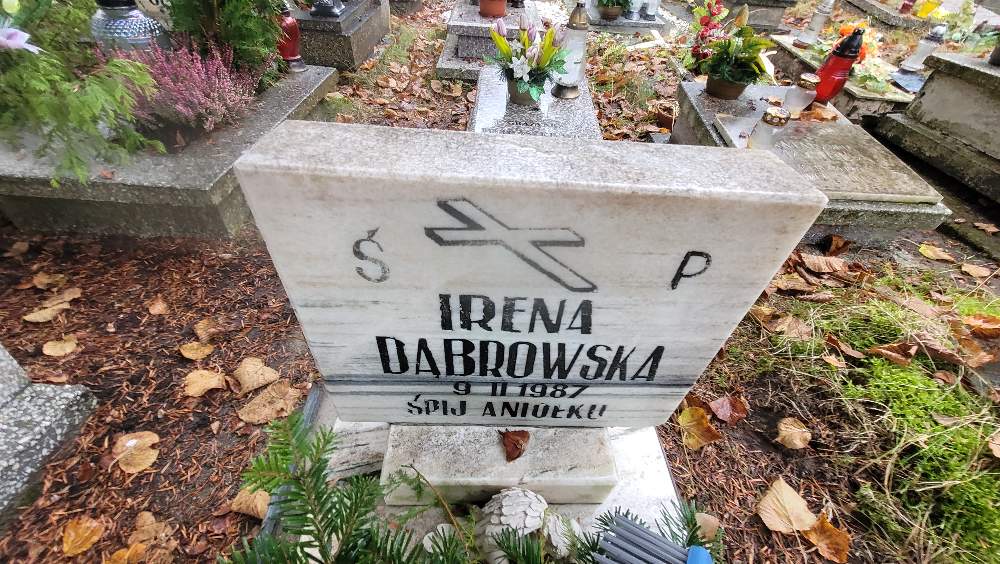 Ś P
IRENA
DĄBROWSKA
9 II 1987
ŚPIJ ANIOŁKU